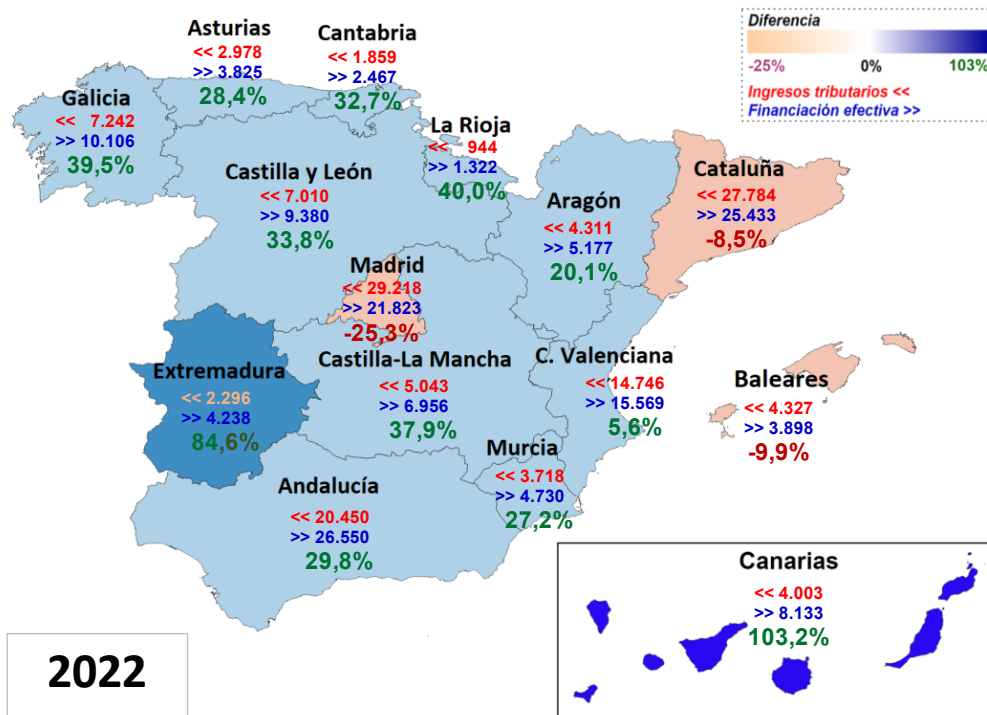 Asturias
<< 2.978
>> 3.825
28,4%
Cantabria
<< 1.859
>> 2.467
32,7%
Diferencia
-25%
0%
103%
Ingresos tributarios <<
Financiación efectiva >>
Galicia
<< 7.242
>> 10.106
39,5%
La Rioja
<< 944
>> 1.322
40,0%
Castilla y León
<< 7.010
>> 9.380
33,8%
Aragón
<< 4.311
>> 5.177
20,1%
Cataluña
<< 27.784
>> 25.433
-8,5%
Madrid
<< 29.218
>> 21.823
-25,3%
Extremadura
<< 2.296
>> 4.238
84,6%
Castilla-La Mancha
<< 5.043
>> 6.956
37,9%
C. Valenciana
<< 14.746
>> 15.569
5,6%
Baleares
<< 4.327
>> 3.898
-9,9%
Murcia
<< 3.718
>> 4.730
27,2%
Andalucía
<< 20.450
>> 26.550
29,8%
Canarias
<< 4.003
>> 8.133
103,2%
2022